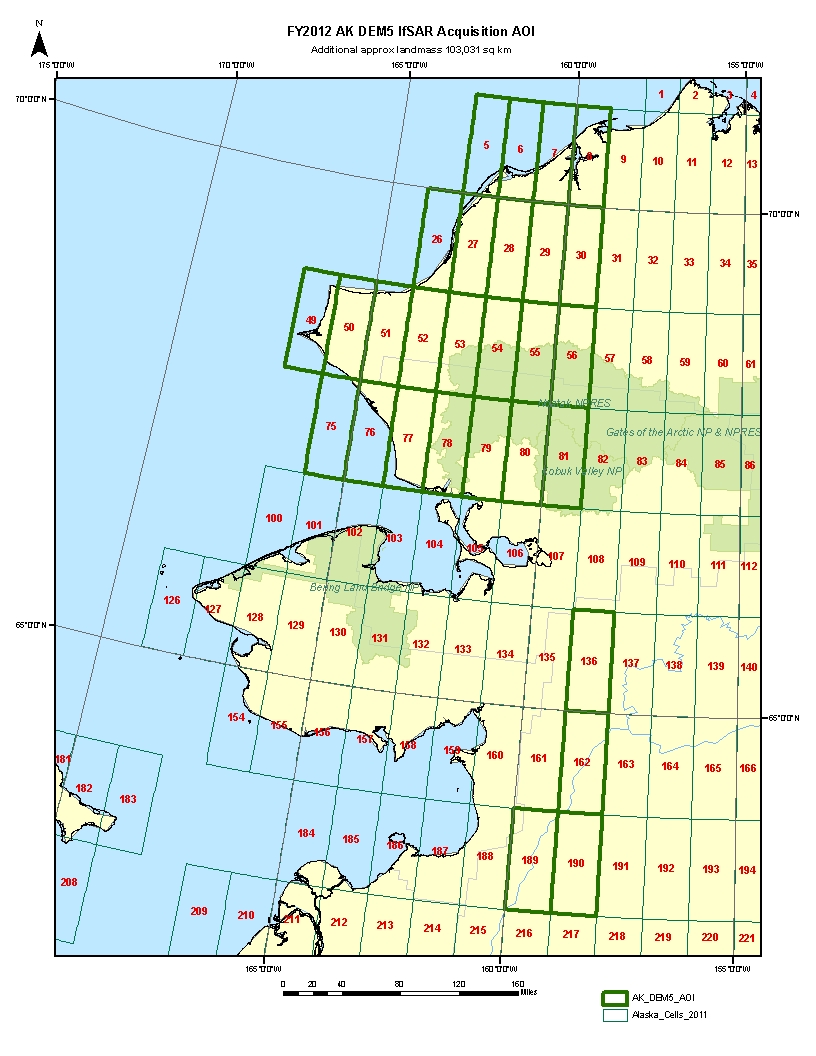 N
FY2012 AK DEM5 IfSAR Acquisition AOI
Additional approx landmass 103,031 sq km
175°0'0"W 170°0'0"W 165°0'0"W 160°0'0"W 155°0'0"W
70°0'0"N
1 2 3 4
5 6 7 8 9 10 11 12 13
70°0'0"N
26 27 28 29 30 31 32 33 34 35
49 50 51 52 53 54 55 56 57 58 59 60 61
Noatak NPRES
Gates of the Arctic NP & NPRES
75 76 77 78 79 80 81 82 83 84 85 86
Kobuk Valley NP
100 101 102 103 104 105 106 107 108 109 110 111 112
Bering Land Bridge NP
126 127 128 129 130 131 132 133 134 135 136 137 138 139 140
65°0'0"N
154 155 156 157 158 159 160 161 162 163 164 165 166
65°0'0"N
181 182 183
184 185 186 187 188 189 190 191 192 193 194
208
209 210 211 212 213 214 215 216 217 218 219 220 221
165°0'0"W 160°0'0"W 155°0'0"W
0 20 40 80 120 160
Miles
AK_DEM5_AOI
Alaska_Cells_2011